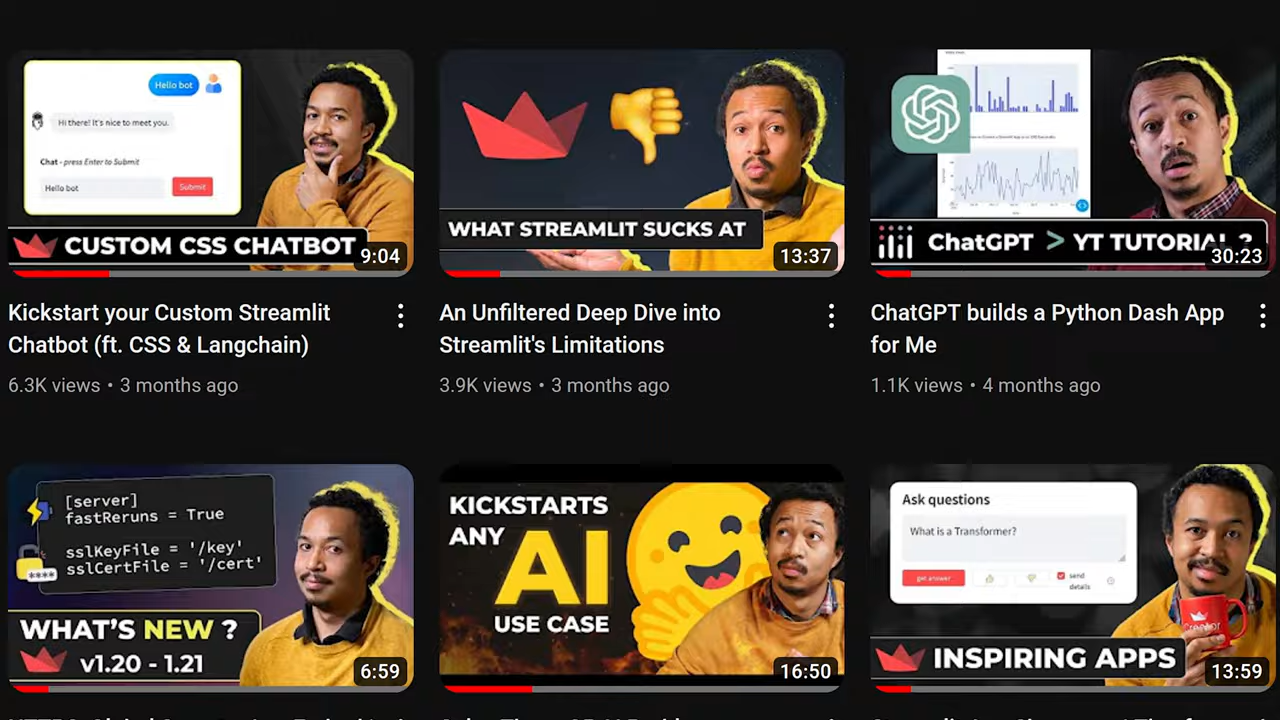 Hello bot
Hi there! It's nice to meet you.
Chat - press Enter to Submit
Hello bot
Submit
CUSTOM CSS CHATBOT
9:04
WHAT STREAMLIT SUCKS AT
13:37
ChatGPT > YT TUTORIAL ?
30:23
Kickstart your Custom Streamlit
Chatbot (ft. CSS & Langchain)
6.3K views • 3 months ago
An Unfiltered Deep Dive into
Streamlit's Limitations
3.9K views • 3 months ago
ChatGPT builds a Python Dash App
for Me
1.1K views • 4 months ago
[server]
fastReruns = True
sslKeyFile = '/key'
sslCertFile = '/cert'
****
WHAT'S NEW ?
v1.20 - 1.21
6:59
KICKSTARTS
ANY
AI
USE CASE
16:50
Ask questions
What is a Transformer?
get answer
send
details
Creator
INSPIRING APPS
13:59